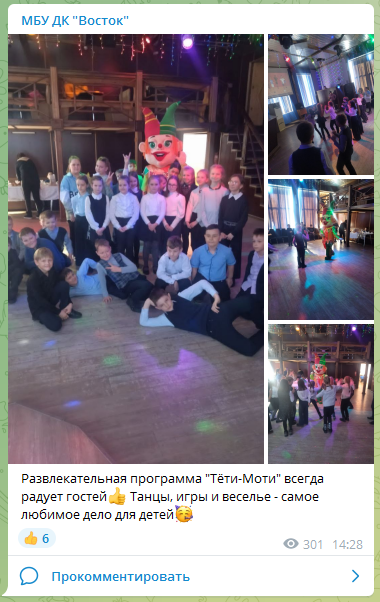 МБУ ДК "Восток"
Развлекательная программа "Тёти-Моти" всегда
радует гостей👍 Танцы, игры и веселье - самое
любимое дело для детей🥳
👍 6
301 14:28
Прокомментировать